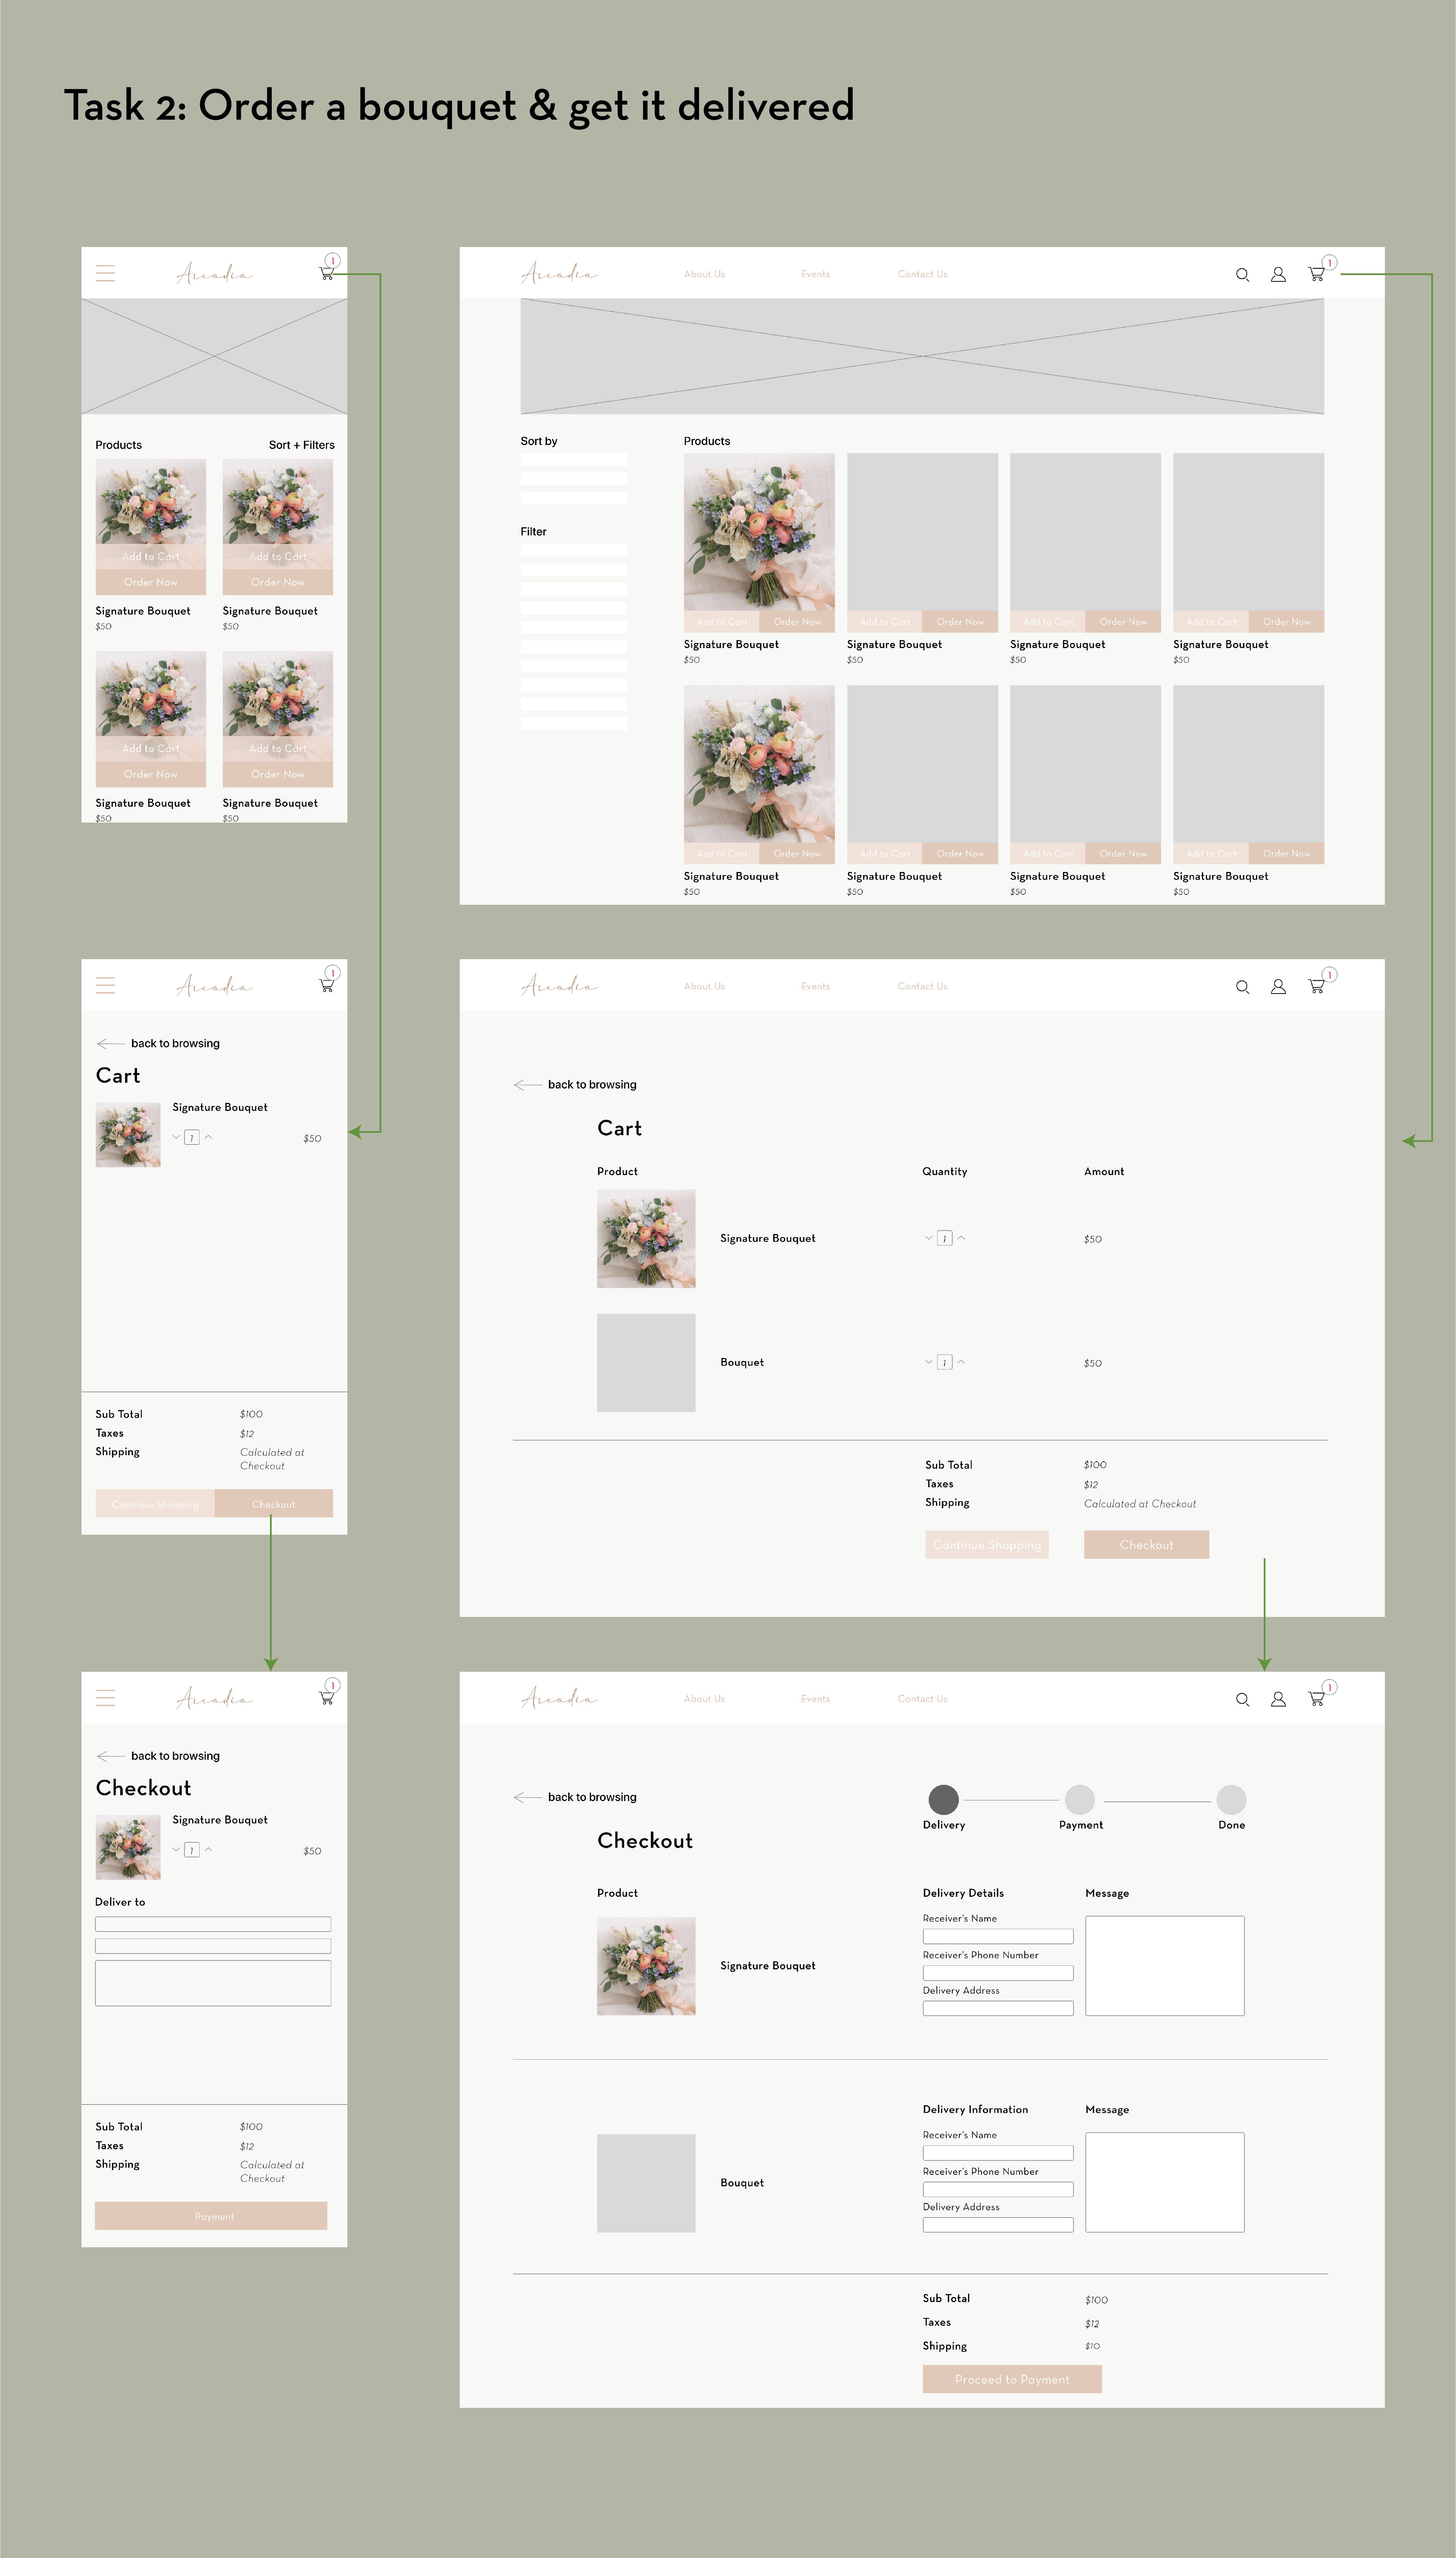 Task 2: Order a bouquet & get it delivered
Arcadia
1
Products
Sort + Filters
Add to Cart
Add to Cart
Order Now
Order Now
Signature Bouquet
Signature Bouquet
$50
$50
Add to Cart
Add to Cart
Order Now
Order Now
Signature Bouquet
Signature Bouquet
$50
$50
Arcadia
About Us
Events
Contact Us
1
Sort by
Filter
Products
Add to Cart
Order Now
Add to Cart
Order Now
Add to Cart
Order Now
Add to Cart
Order Now
Signature Bouquet
Signature Bouquet
Signature Bouquet
Signature Bouquet
$50
$50
$50
$50
Add to Cart
Order Now
Add to Cart
Order Now
Add to Cart
Order Now
Add to Cart
Order Now
Signature Bouquet
Signature Bouquet
Signature Bouquet
Signature Bouquet
$50
$50
$50
$50
Arcadia
1
back to browsing
Cart
Signature Bouquet
1
$50
Sub Total
$100
Taxes
$12
Shipping
Calculated at
Checkout
Continue Shopping
Checkout
Arcadia
About Us
Events
Contact Us
1
back to browsing
Cart
Product
Quantity
Amount
Signature Bouquet
1
$50
Bouquet
1
$50
Sub Total
$100
Taxes
$12
Shipping
Calculated at Checkout
Continue Shopping
Checkout
Arcadia
1
back to browsing
Checkout
Signature Bouquet
1
$50
Deliver to
Sub Total
$100
Taxes
$12
Shipping
Calculated at
Checkout
Payment
Arcadia
About Us
Events
Contact Us
1
back to browsing
Delivery
Payment
Done
Checkout
Product
Delivery Details
Message
Receiver's Name
Receiver's Phone Number
Signature Bouquet
Delivery Address
Delivery Information
Message
Receiver's Name
Receiver's Phone Number
Bouquet
Delivery Address
Sub Total
$100
Taxes
$12
Shipping
$10
Proceed to Payment